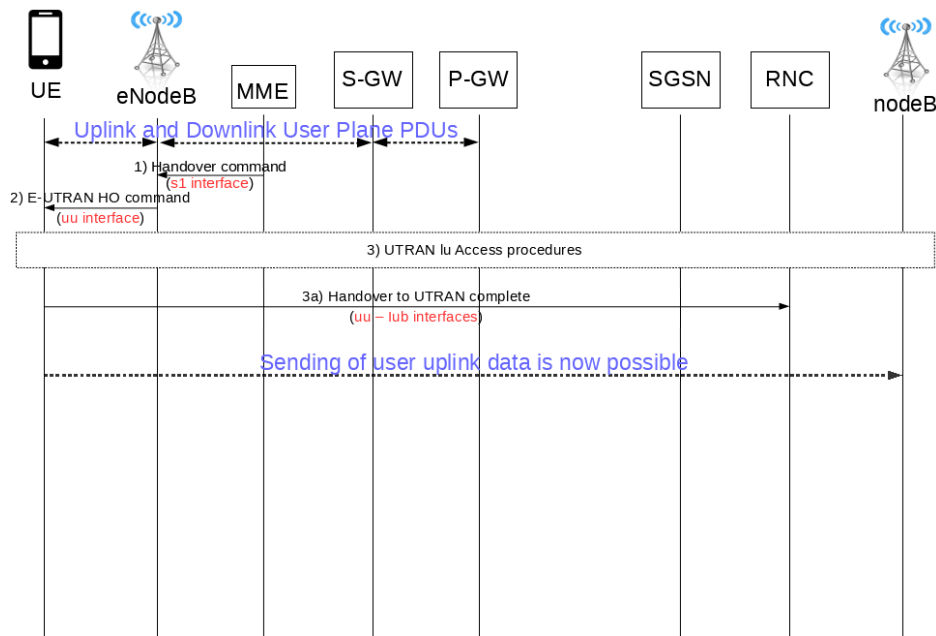 UE
eNodeB
MME
S-GW
P-GW
SGSN
RNC
nodeB
Uplink and Downlink User Plane PDUs
1) Handover command
(s1 interface)
2) E-UTRAN HO command
(uu interface)
3) UTRAN lu Access procedures
3a) Handover to UTRAN complete
(uu – Iub interfaces)
Sending of user uplink data is now possible